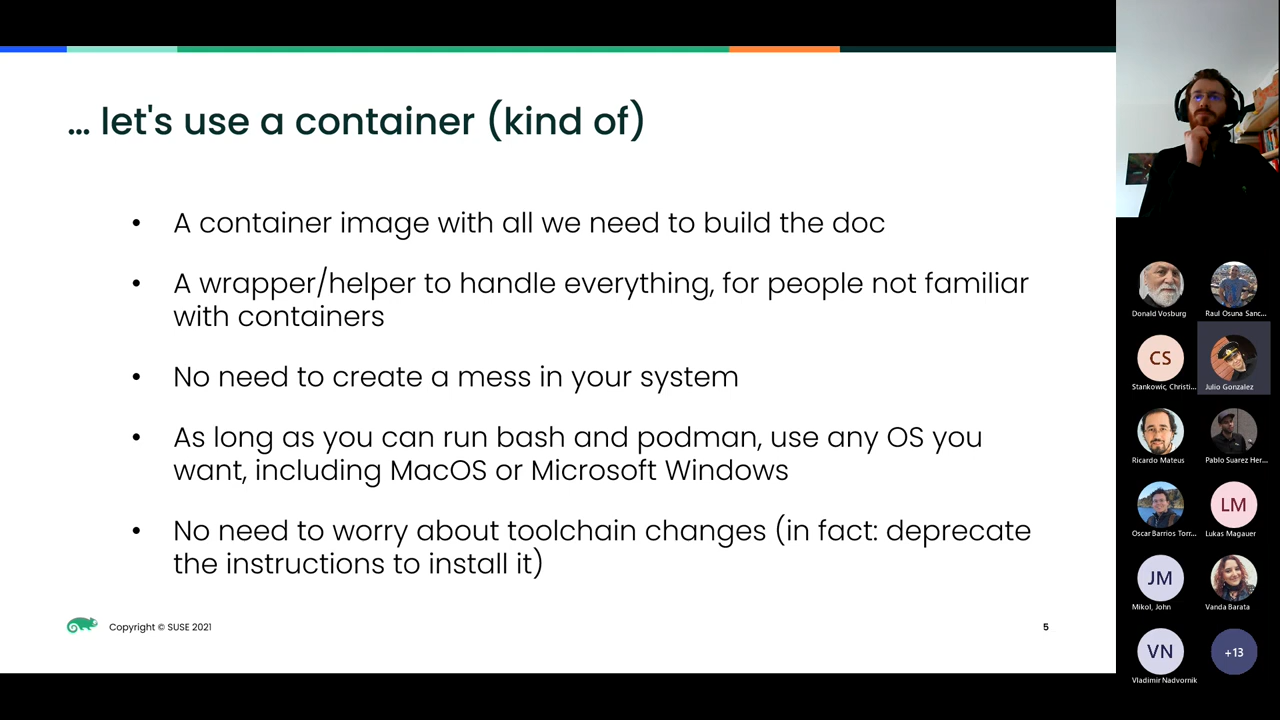 ... let's use a container (kind of)
• A container image with all we need to build the doc
• A wrapper/helper to handle everything, for people not familiar
with containers
• No need to create a mess in your system
• As long as you can run bash and podman, use any OS you
want, including MacOS or Microsoft Windows
• No need to worry about toolchain changes (in fact: deprecate
the instructions to install it)
Copyright © SUSE 2021
5
Donald Vosburg
Raul Osuna Sanc...
CS
Stankowic, Christi...
Julio Gonzalez
Ricardo Mateus
Pablo Suarez Her...
Oscar Barrios Torr...
LM
Lukas Magauer
JM
Mikol, John
Vanda Barata
VN
Vladimir Nadvornik
+13